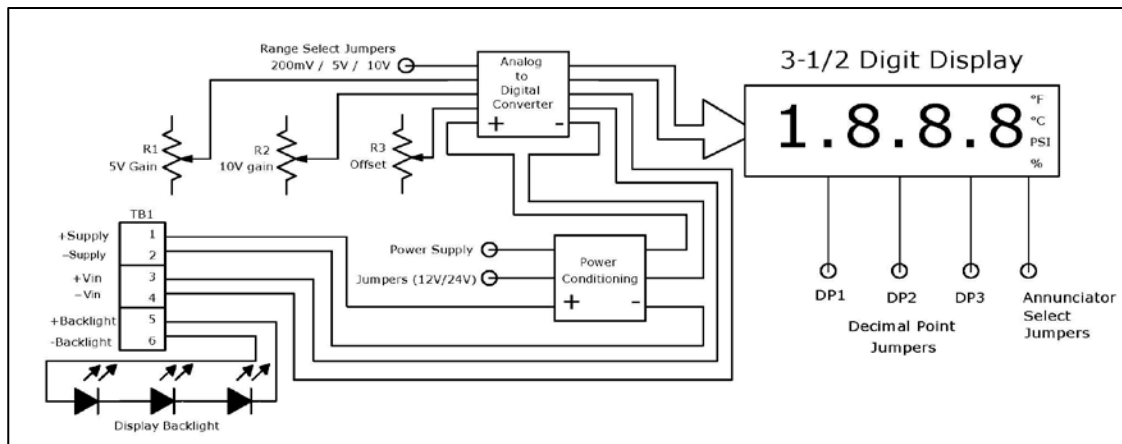 Range Select Jumpers
200mV / 5V / 10V
Analog
to
Digital
Converter
+ -
3-1/2 Digit Display
1.8.8.8
°F
°C
PSI
%
R1
5V Gain
R2
10V gain
R3
Offset
TB1
+Supply 1
−Supply 2
+Vin 3
−Vin 4
+Backlight 5
-Backlight 6
Power Supply
Jumpers (12V/24V)
Power
Conditioning
+ -
DP1
DP2
DP3
Decimal Point
Jumpers
Annunciator
Select
Jumpers
Display Backlight